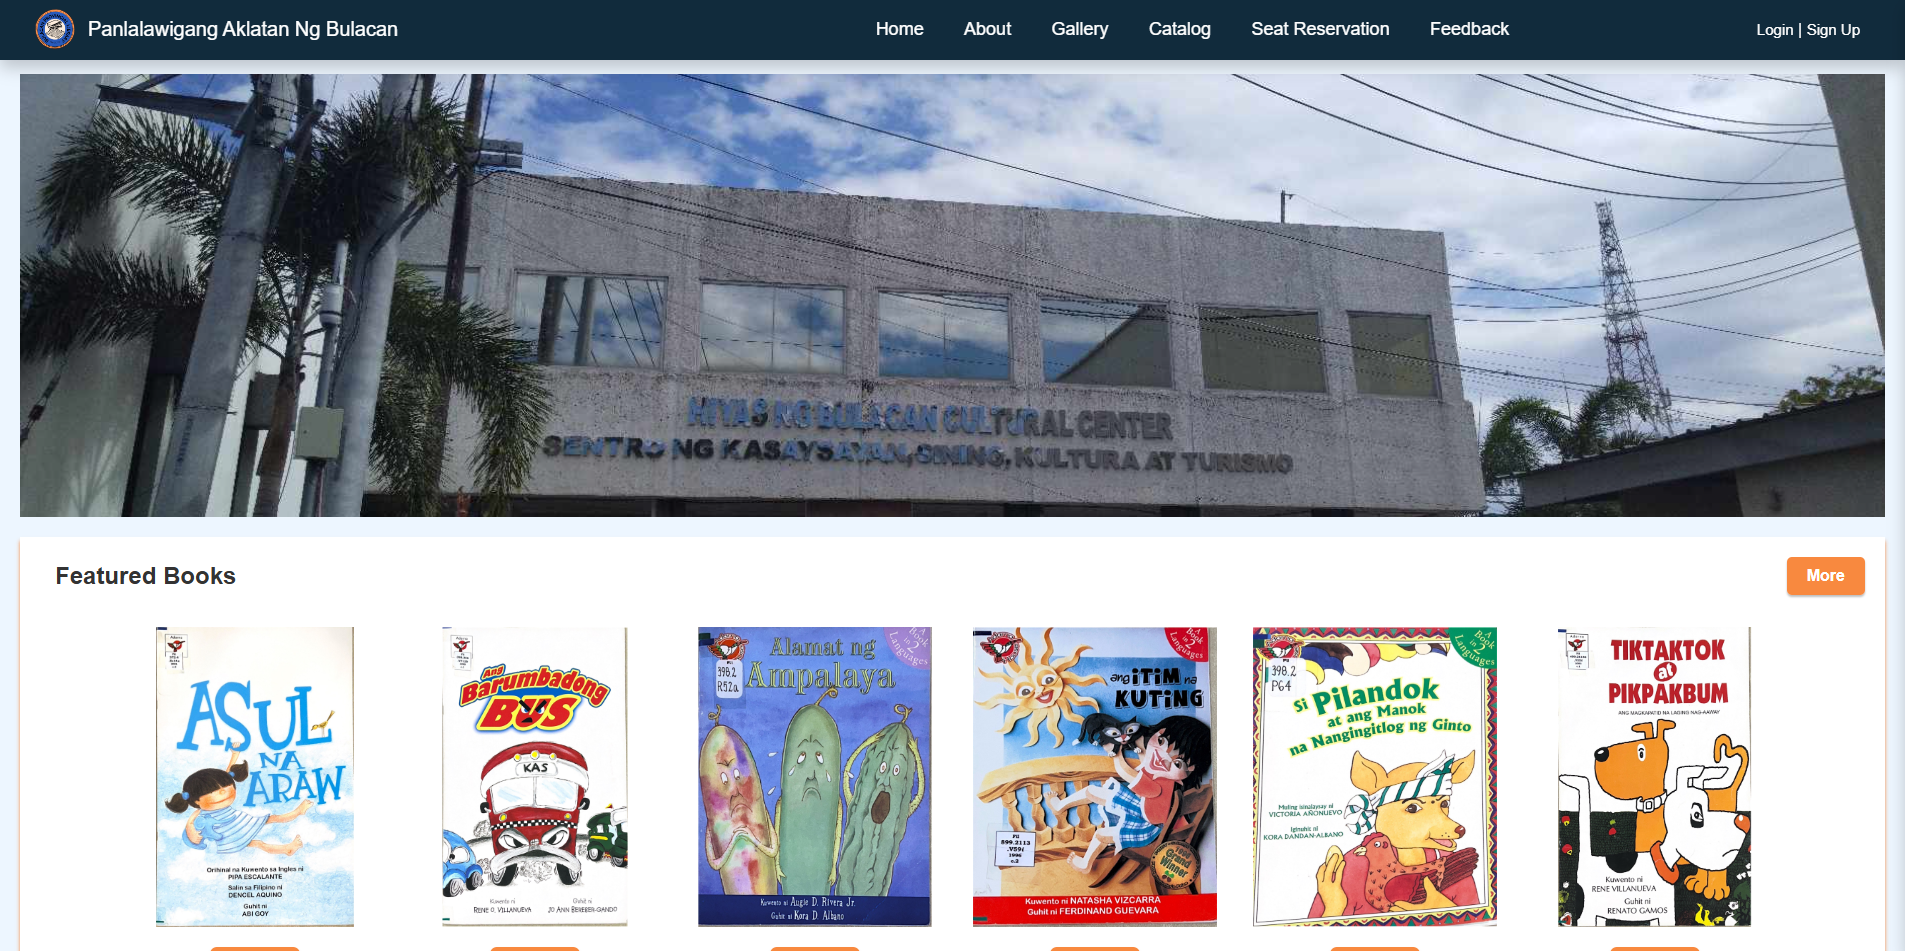 Panlalawigang Aklatan Ng Bulacan
Home
About
Gallery
Catalog
Seat Reservation
Feedback
Login | Sign Up
HIYAS NG BULACAN CULTURAL CENTER
SENTRO NG KASAYSAYAN, SINING, KULTURA AT TURISMO
Featured Books
More
ASUL
NA
ARAW
Orihinal na Kuwento sa Ingles ni
PIPA ESCALANTE
Salin sa Filipino ni
DENCEL AQUINO
Guhit ni
ABI GOY
Ang
Barumbadong
BUS
KAS
Kuwento ni
RENE O. VILLANUEVA
Guhit ni
JO ANN BEREBER-GANDO
A
Book
in 2
Languages
Fil
398.2
R52a
Alamat ng
Ampalaya
Kuwento ni Augie D. Rivera Jr.
Guhit ni Kora D. Albano
A
Book
in 2
Languages
ang ITIM na
KUTING
Fil
899.2113
.V59i
1996
c.2
Grand
Winner
Kuwento ni NATASHA VIZCARRA
Guhit ni FERDINAND GUEVARA
A
Book
in 2
Languages
398.2
P64
Si Pilandok
at ang Manok
na Nangingitlog ng Ginto
Muling isinalaysay ni
VICTORIA AÑONUEVO
Iginuhit ni
KORA DANDAN-ALBANO
TIKTAKTOK
at
PIKPAKBUM
ANG MAGKAPATID NA LAGING NAG-AAWAY
Kuwento ni
RENE VILLANUEVA
Guhit ni
RENATO GAMOS